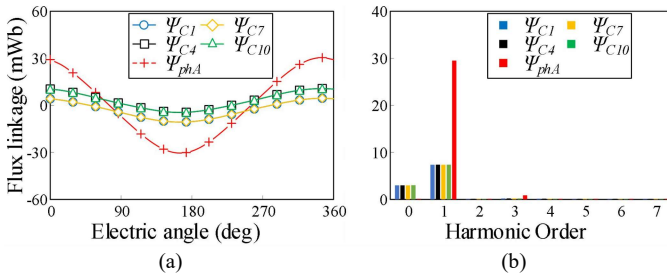 ΨC1 ΨC7
ΨC4 ΨC10
ΨphA
Flux linkage (mWb)
60
30
0
-30
-60
0 90 180 270 360
Electric angle (deg)
(a)
ΨC1 ΨC7
ΨC4 ΨC10
ΨphA
40
30
20
10
0
0 1 2 3 4 5 6 7
Harmonic Order
(b)